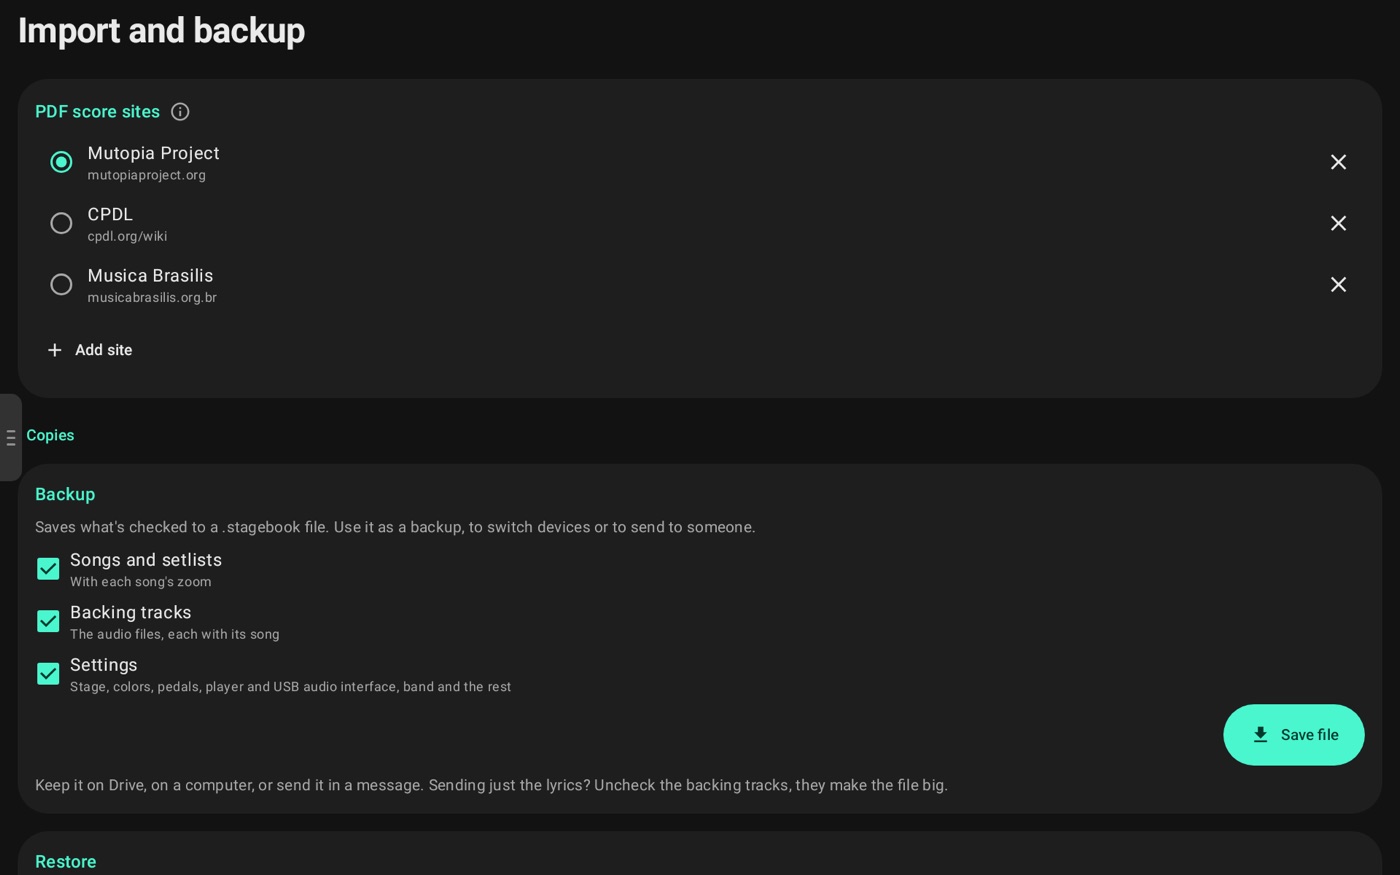 Import and backup
PDF score sites
Mutopia Project
mutopiaproject.org
CPDL
cpdl.org/wiki
Musica Brasilis
musicabrasilis.org.br
Add site
Copies
Backup
Saves what's checked to a .stagebook file. Use it as a backup, to switch devices or to send to someone.
Songs and setlists
With each song's zoom
Backing tracks
The audio files, each with its song
Settings
Stage, colors, pedals, player and USB audio interface, band and the rest
Save file
Keep it on Drive, on a computer, or send it in a message. Sending just the lyrics? Uncheck the backing tracks, they make the file big.
Restore